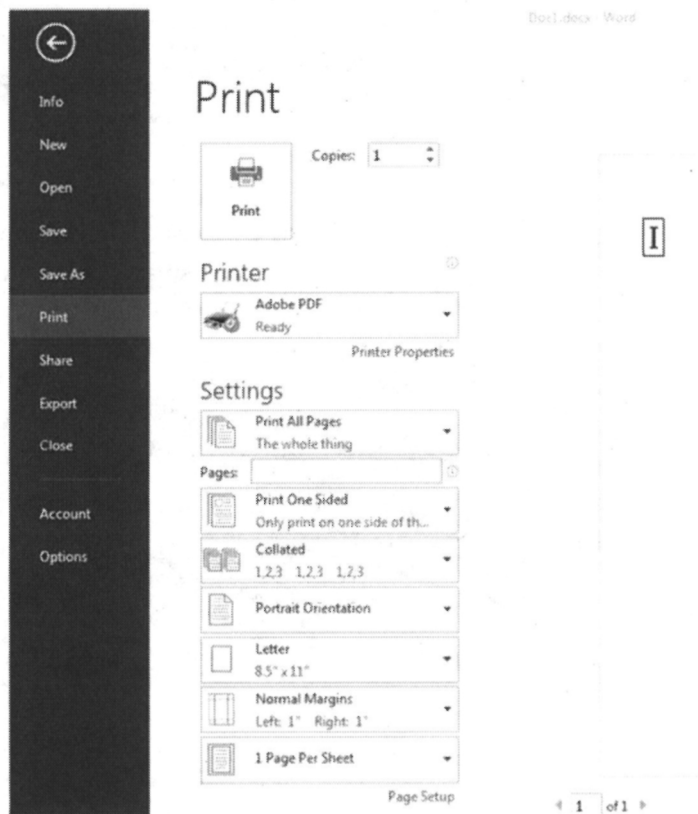 Doc1.docx - Word
Info
New
Open
Save
Save As
Print
Share
Export
Close
Account
Options
Print
Copies: 1
Print
Printer
Adobe PDF
Ready
Printer Properties
Settings
Print All Pages
The whole thing
Pages:
Print One Sided
Only print on one side of th...
Collated
1,2,3 1,2,3 1,2,3
Portrait Orientation
Letter
8.5" x 11"
Normal Margins
Left: 1" Right: 1"
1 Page Per Sheet
Page Setup
I
1 of 1